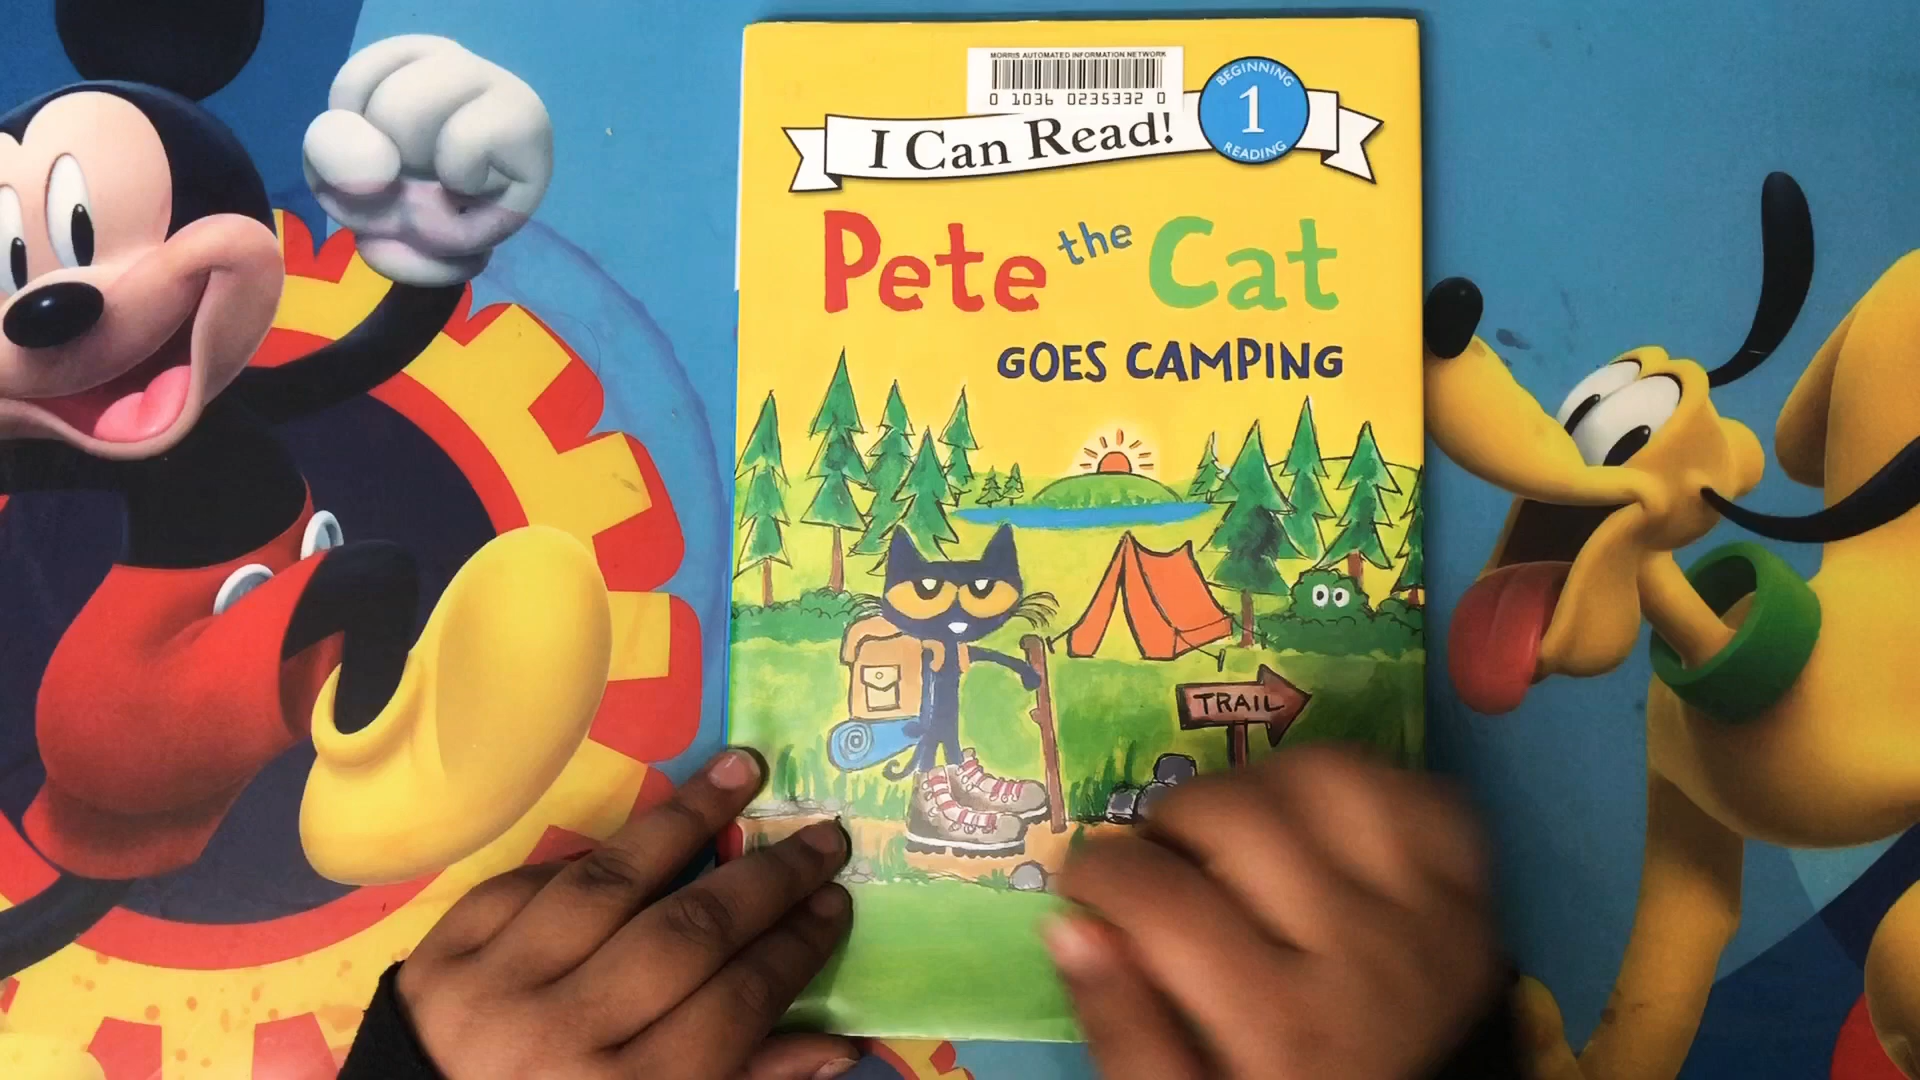 MORRIS AUTOMATED INFORMATION NETWORK
0 1036 0235332 0
I Can Read!
BEGINNING
1
READING
Pete the Cat
GOES CAMPING
TRAIL